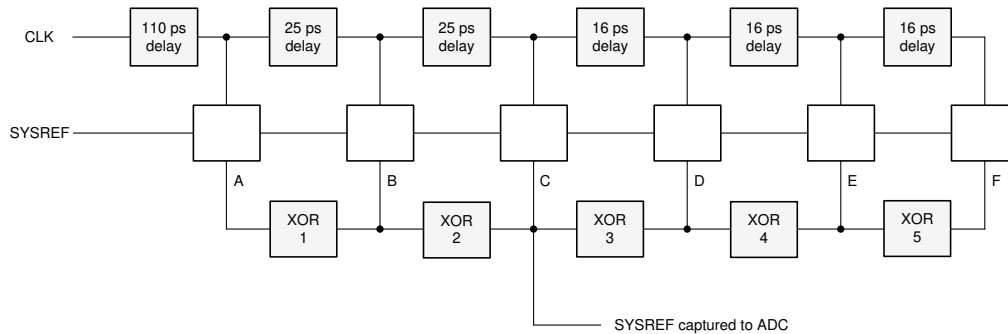 110 ps
delay
25 ps
delay
25 ps
delay
16 ps
delay
16 ps
delay
16 ps
delay
CLK
SYSREF
A
B
C
D
E
F
XOR
1
XOR
2
XOR
3
XOR
4
XOR
5
SYSREF captured to ADC